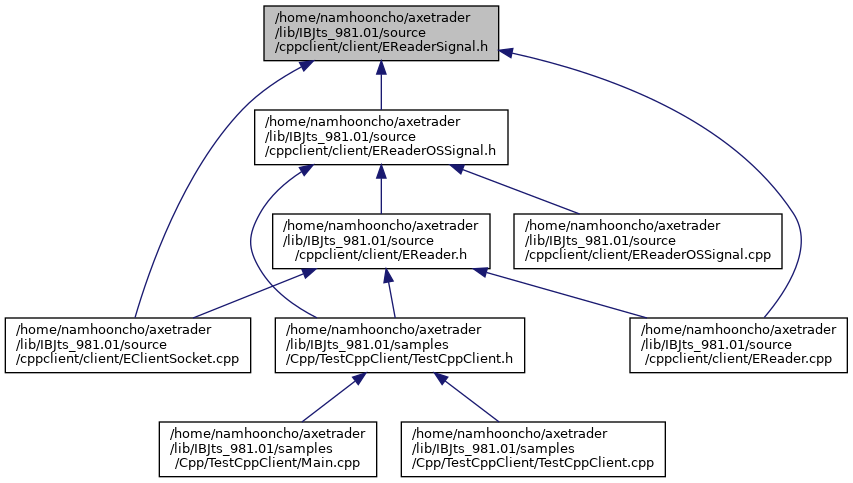 /home/namhooncho/axetrader
/lib/IBJts_981.01/source
/cppclient/client/EReaderSignal.h
/home/namhooncho/axetrader
/lib/IBJts_981.01/source
/cppclient/client/EReaderOSSignal.h
/home/namhooncho/axetrader
/lib/IBJts_981.01/source
/cppclient/client/EReader.h
/home/namhooncho/axetrader
/lib/IBJts_981.01/source
/cppclient/client/EReaderOSSignal.cpp
/home/namhooncho/axetrader
/lib/IBJts_981.01/source
/cppclient/client/EClientSocket.cpp
/home/namhooncho/axetrader
/lib/IBJts_981.01/samples
/Cpp/TestCppClient/TestCppClient.h
/home/namhooncho/axetrader
/lib/IBJts_981.01/source
/cppclient/client/EReader.cpp
/home/namhooncho/axetrader
/lib/IBJts_981.01/samples
/Cpp/TestCppClient/Main.cpp
/home/namhooncho/axetrader
/lib/IBJts_981.01/samples
/Cpp/TestCppClient/TestCppClient.cpp